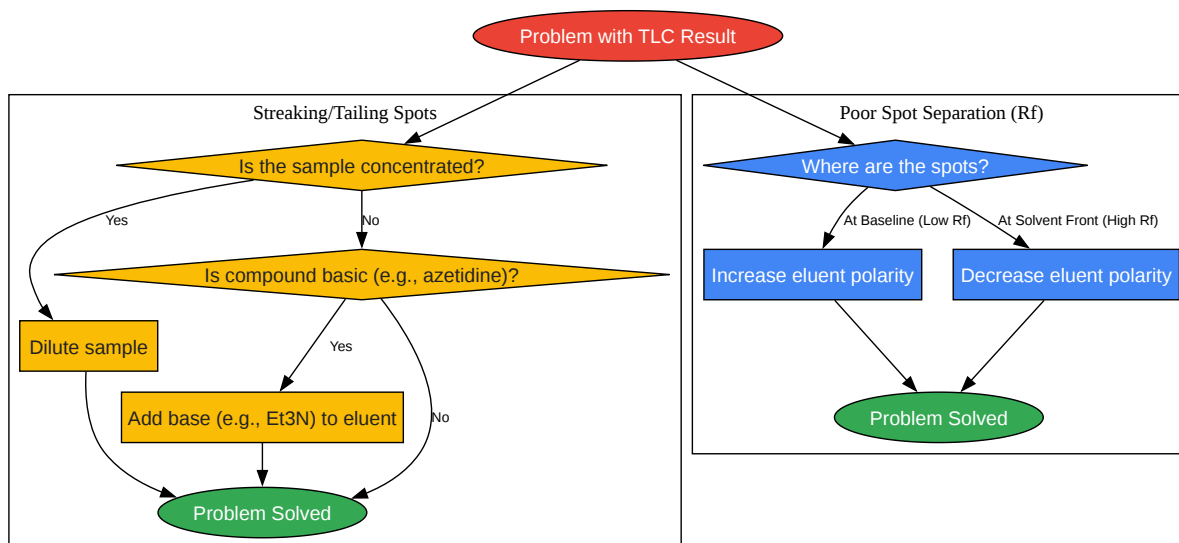 Problem with TLC Result
Streaking/Tailing Spots
Is the sample concentrated?
Yes
No
Is compound basic (e.g., azetidine)?
Dilute sample
Yes
No
Add base (e.g., Et3N) to eluent
Problem Solved
Poor Spot Separation (Rf)
Where are the spots?
At Baseline (Low Rf)
At Solvent Front (High Rf)
Increase eluent polarity
Decrease eluent polarity
Problem Solved